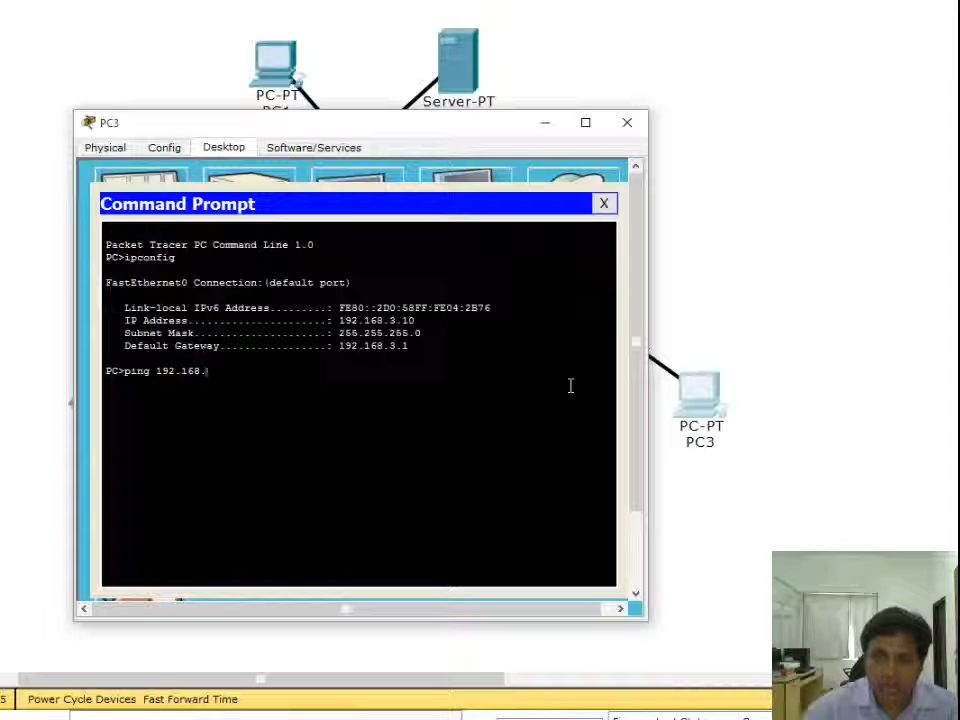 PC-PT
Server-PT
PC3
Physical
Config
Desktop
Software/Services
Command Prompt
X
Packet Tracer PC Command Line 1.0
PC>ipconfig
FastEthernet0 Connection:(default port)
Link-local IPv6 Address.........: FE80::2D0:58FF:FE04:2B76
IP Address......................: 192.168.3.10
Subnet Mask.....................: 255.255.255.0
Default Gateway.................: 192.168.3.1
PC>ping 192.168.
PC-PT
PC3
5
Power Cycle Devices Fast Forward Time